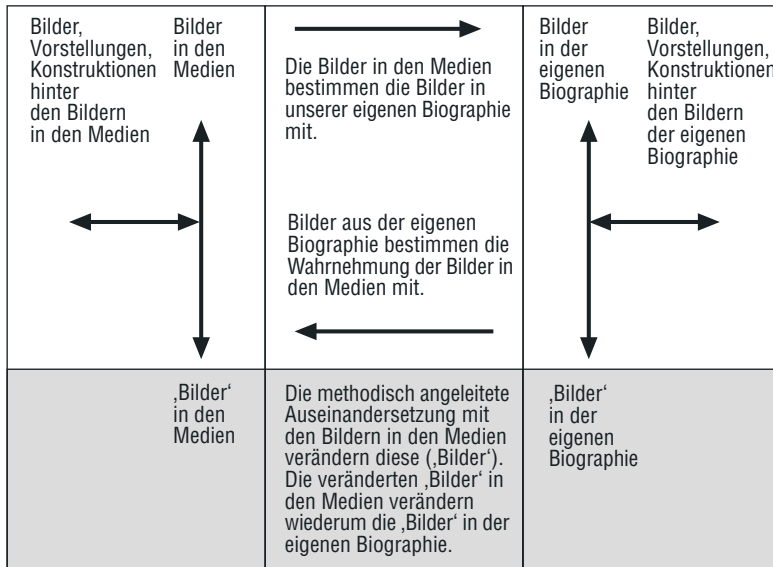 Bilder,
Vorstellungen,
Konstruktionen
hinter
den Bildern
in den Medien
Bilder
in den
Medien
Die Bilder in den Medien
bestimmen die Bilder in
unserer eigenen Biographie
mit.
Bilder aus der eigenen
Biographie bestimmen die
Wahrnehmung der Bilder in
den Medien mit.
Bilder
in der
eigenen
Biographie
Bilder,
Vorstellungen,
Konstruktionen
hinter
den Bildern
der eigenen
Biographie
‚Bilder‘
in den
Medien
Die methodisch angeleitete
Auseinandersetzung mit
den Bildern in den Medien
verändern diese (‚Bilder‘).
Die veränderten ‚Bilder‘ in
den Medien verändern
wiederum die ‚Bilder‘ in der
eigenen Biographie.
‚Bilder‘
in der
eigenen
Biographie